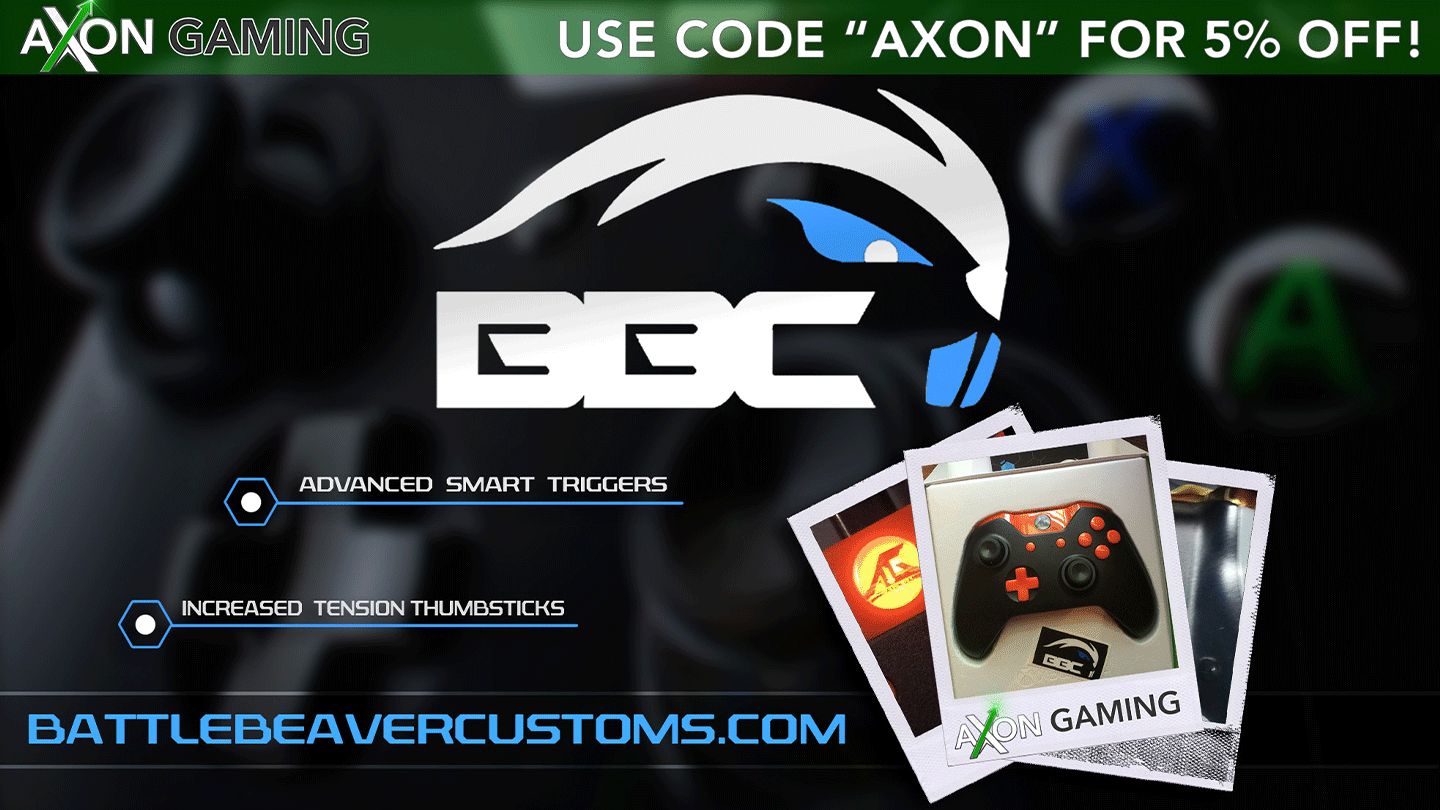 AXON GAMING
USE CODE “AXON” FOR 5% OFF!
X
A
BBC
ADVANCED SMART TRIGGERS
INCREASED TENSION THUMBSTICKS
BATTLEBEAVERCUSTOMS.COM
BBC
AXON GAMING